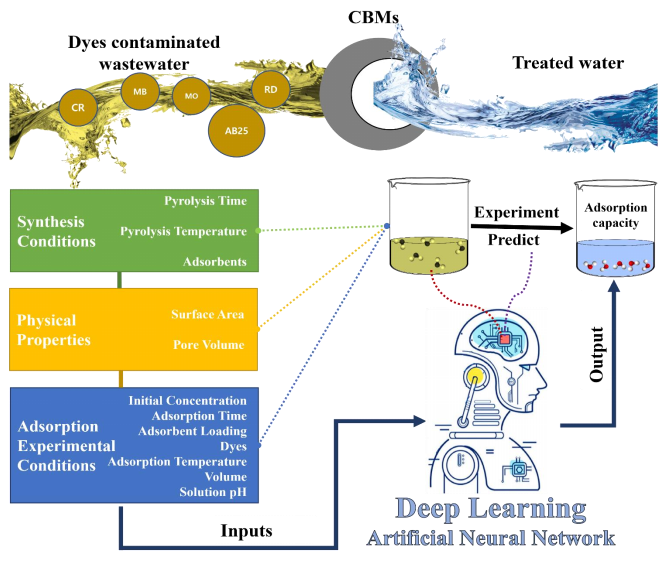 CBMs
Dyes contaminated
wastewater
Treated water
CR
MB
MO
RD
AB25
Synthesis
Conditions
Pyrolysis Time
Pyrolysis Temperature
Adsorbents
Physical
Properties
Surface Area
Pore Volume
Adsorption
Experimental
Conditions
Initial Concentration
Adsorption Time
Adsorbent Loading
Dyes
Adsorption Temperature
Volume
Solution pH
Experiment
Predict
Adsorption
capacity
Output
Inputs
Deep Learning
Artificial Neural Network